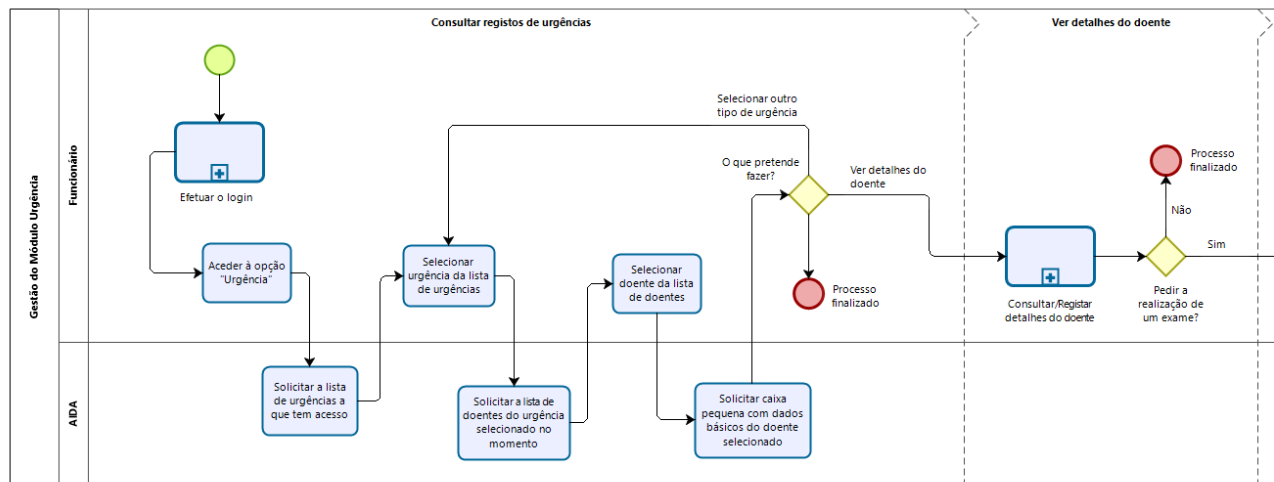 Consultar registos de urgências
Ver detalhes do doente
Gestão do Módulo Urgência
Funcionário
AIDA
Efetuar o login
Aceder à opção
"Urgência"
Solicitar a lista
de urgências a
que tem acesso
Selecionar
urgência da lista
de urgências
Solicitar a lista de
doentes do urgência
selecionado no
momento
Selecionar
doente da lista
de doentes
Solicitar caixa
pequena com dados
básicos do doente
selecionado
Selecionar outro
tipo de urgência
O que pretende
fazer?
Ver detalhes do
doente
Processo
finalizado
Consultar/Registar
detalhes do doente
Processo
finalizado
Não
Sim
Pedir a
realização de
um exame?